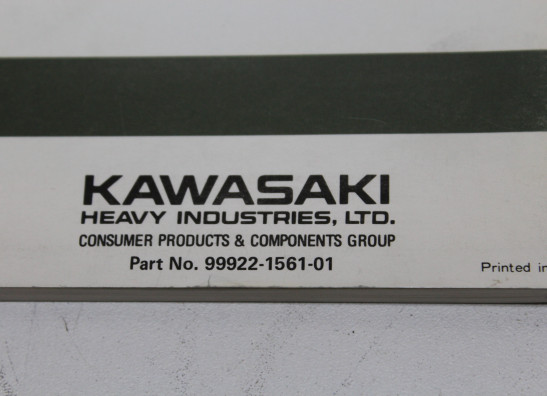 KAWASAKI
HEAVY INDUSTRIES, LTD.
CONSUMER PRODUCTS & COMPONENTS GROUP
Part No. 99922-1561-01
Printed in